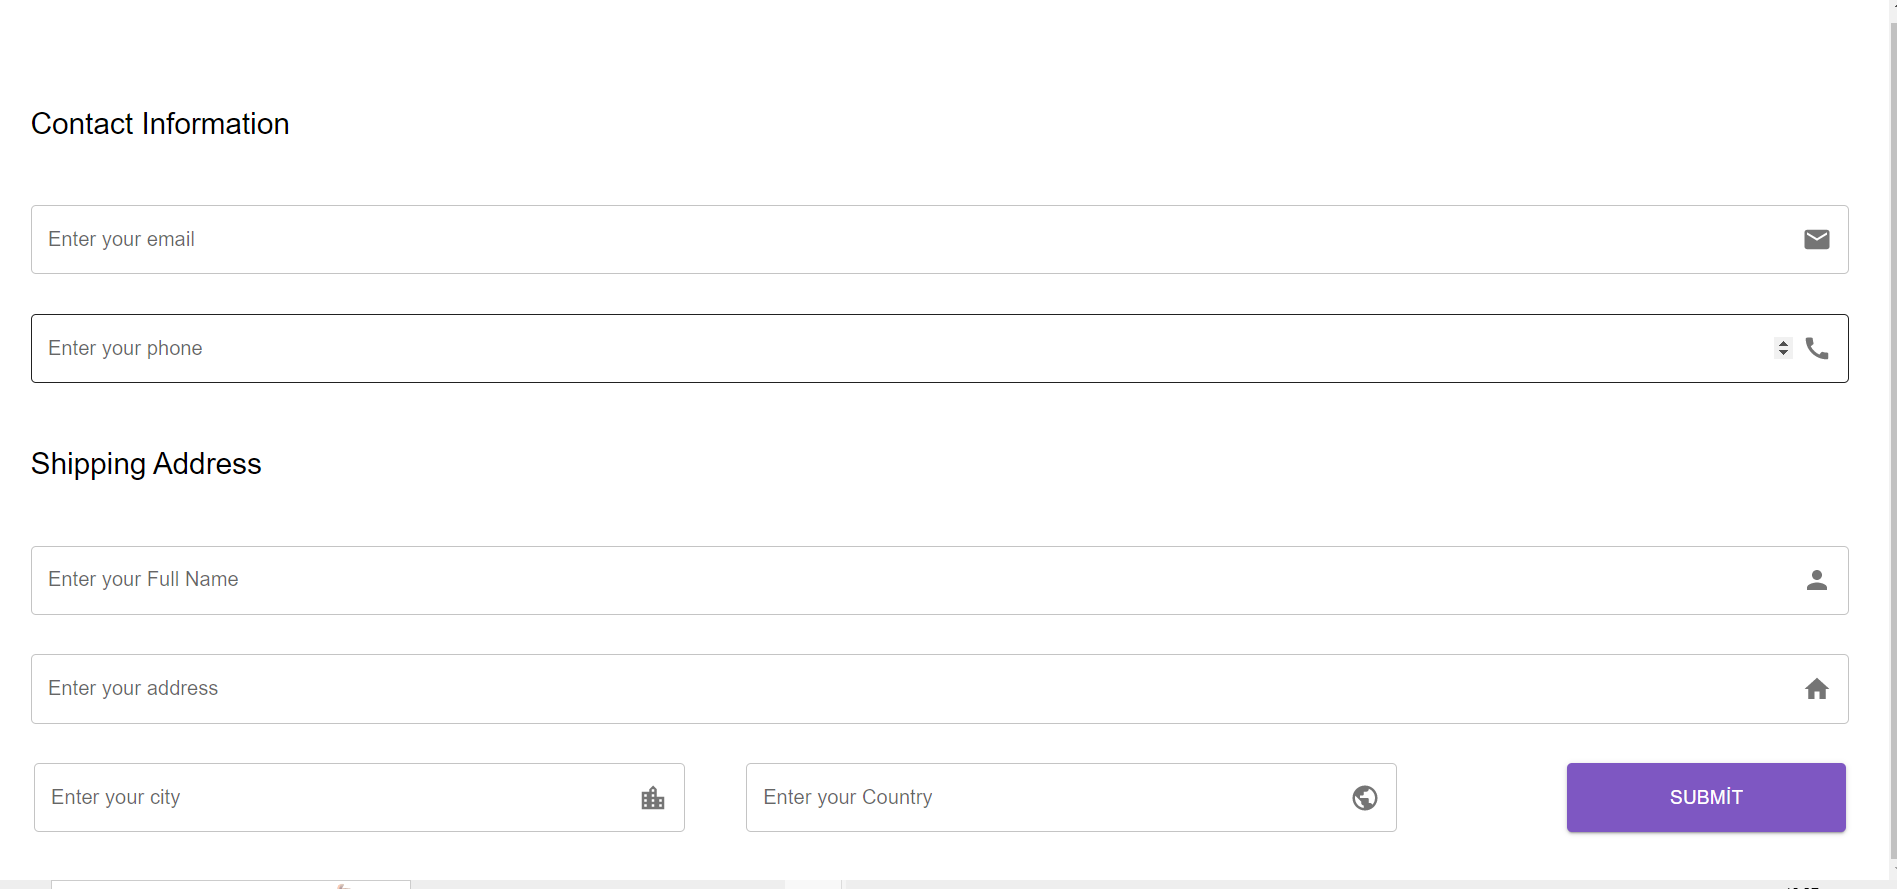 Contact Information
Enter your email
Enter your phone
Shipping Address
Enter your Full Name
Enter your address
Enter your city
Enter your Country
SUBMİT